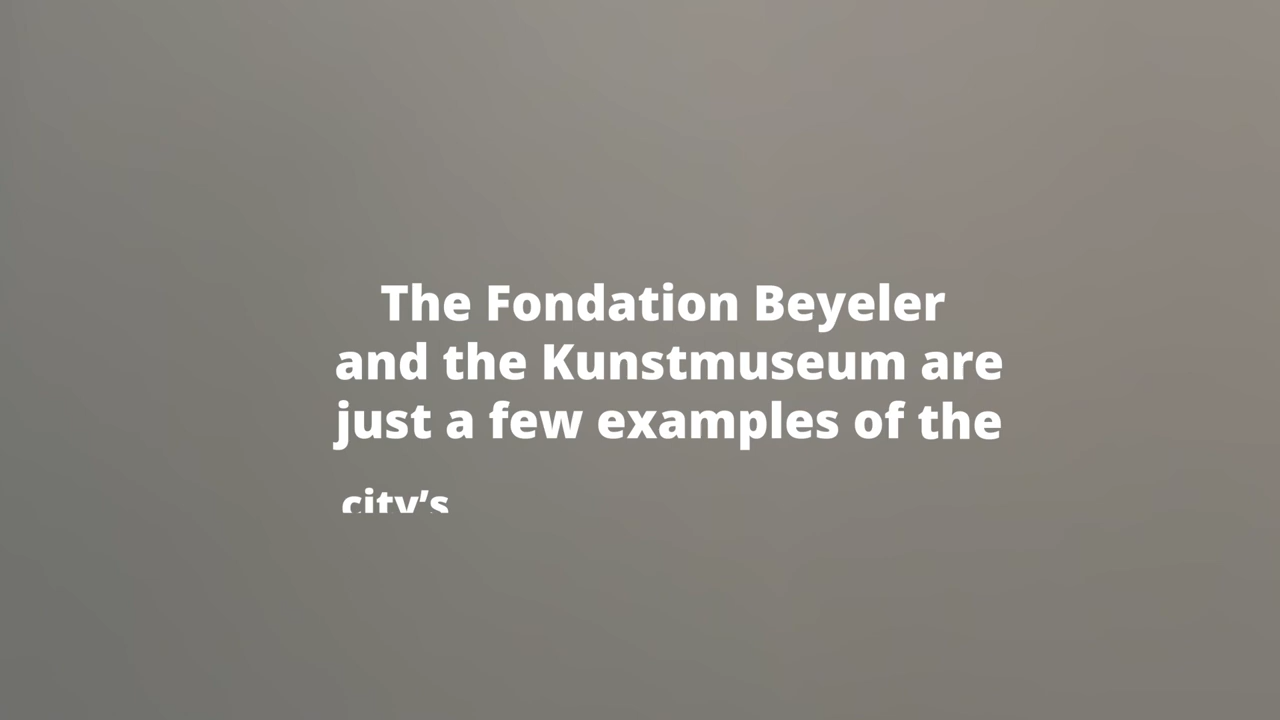 The Fondation Beyeler
and the Kunstmuseum are
just a few examples of the
city’s